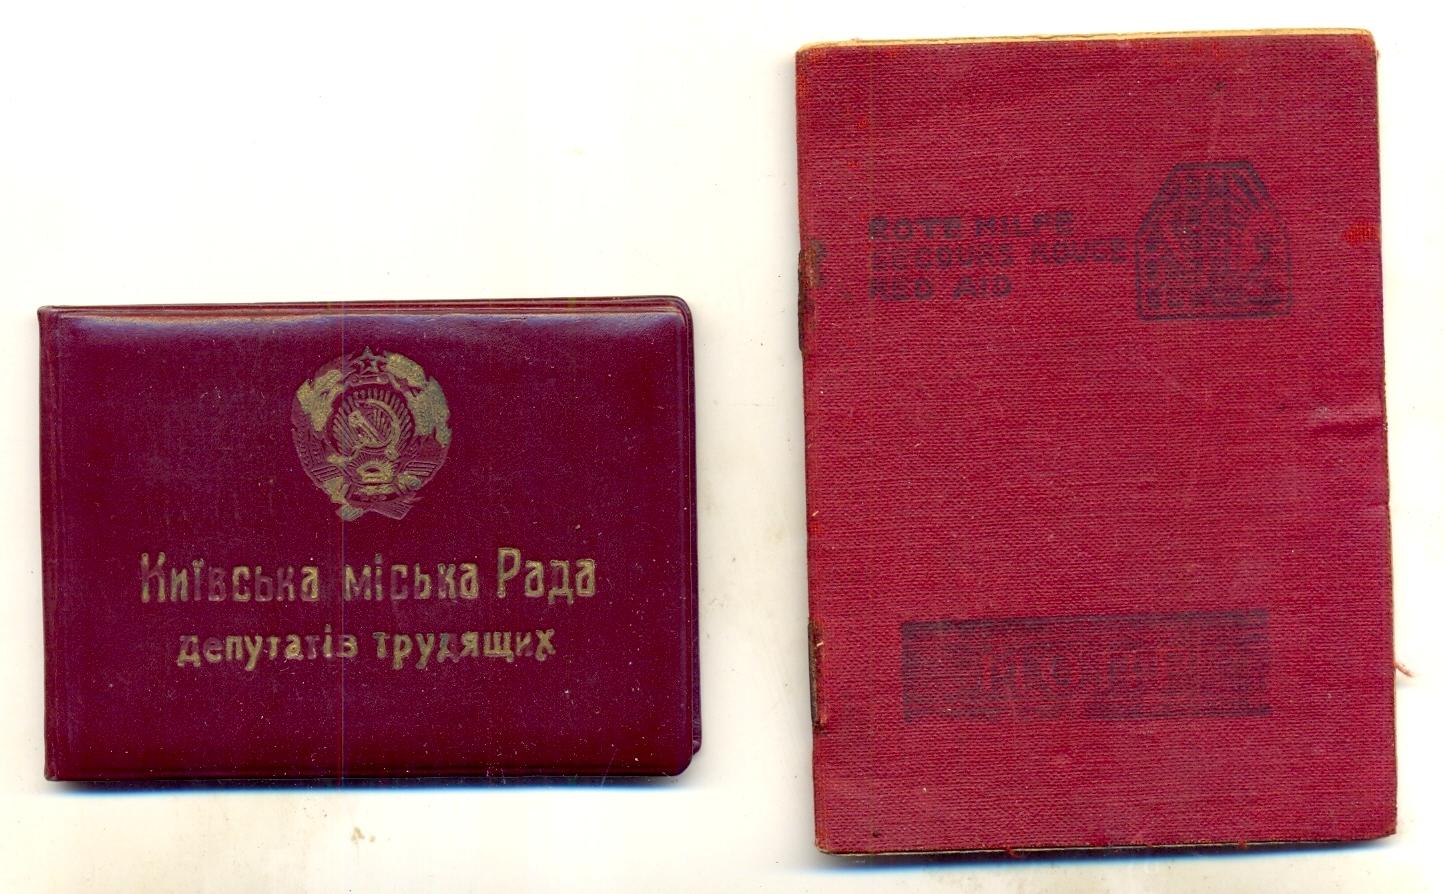 Київська міська Рада
депутатів трудящих
ROTE HILFE
SECOURS ROUGE
RED AID